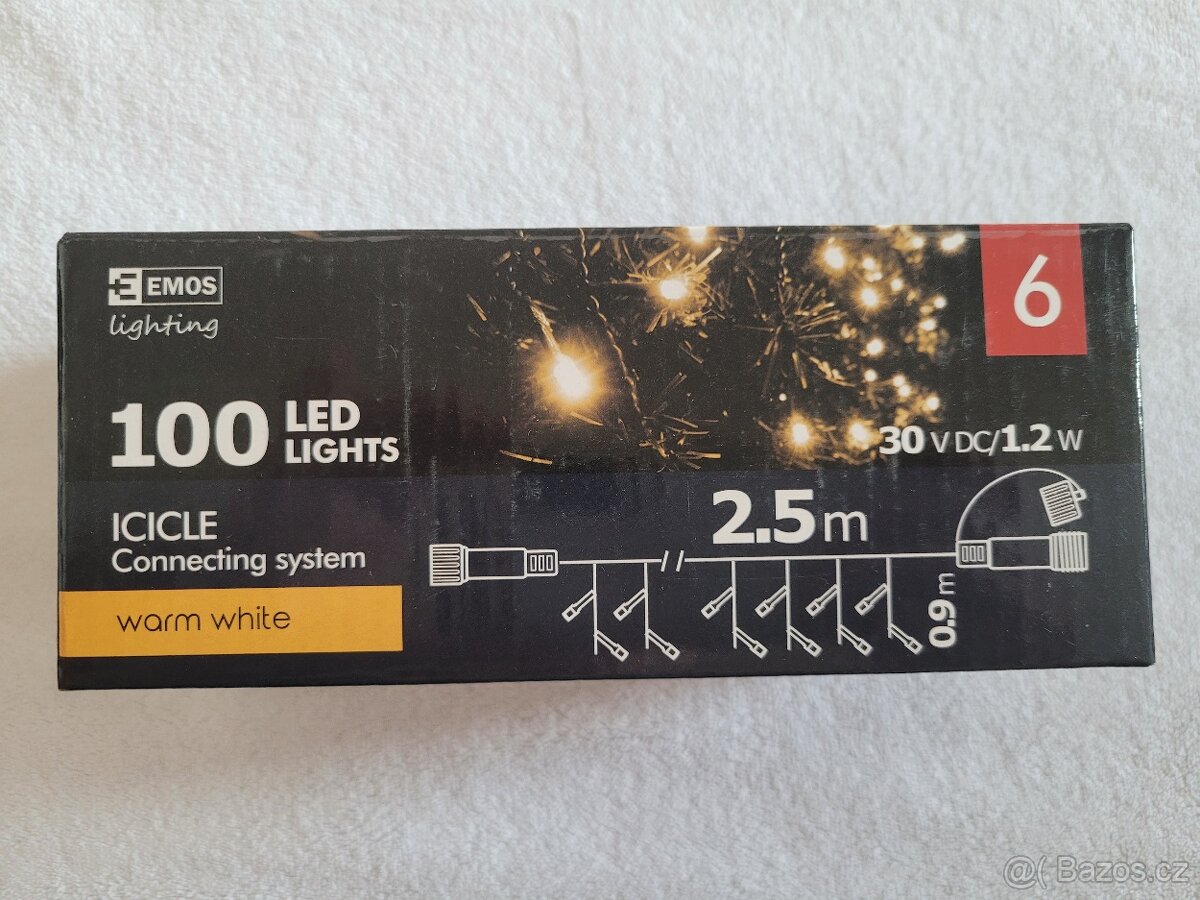 EMOS
lighting
6
100 LED
LIGHTS
30 V DC/1.2 W
ICICLE
Connecting system
2.5m
0.9 m
warm white
@( Bazos.cz